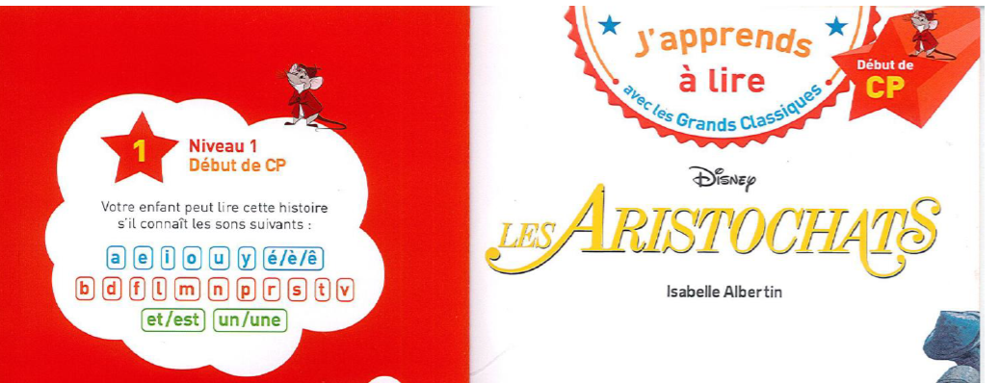 1
Niveau 1
Début de CP
Votre enfant peut lire cette histoire
s'il connaît les sons suivants :
a e i o u y é/è/ê
b d f l m n p r s t v
et/est un/une
J'apprends
à lire
avec les Grands Classiques
Début de
CP
Disney
LES ARISTOCHATS
Isabelle Albertin